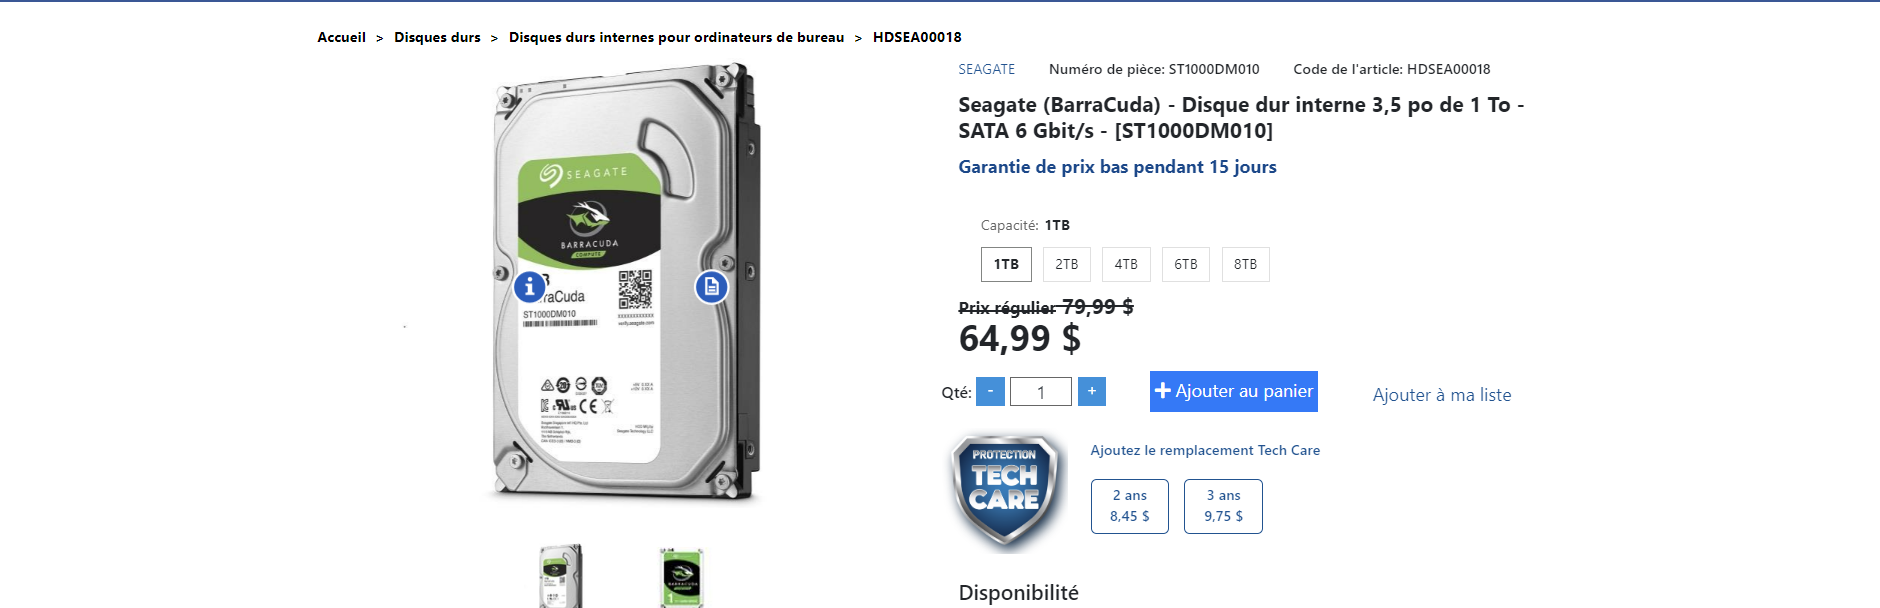 Accueil > Disques durs > Disques durs internes pour ordinateurs de bureau > HDSEA00018
SEAGATE Numéro de pièce: ST1000DM010 Code de l'article: HDSEA00018
Seagate (BarraCuda) - Disque dur interne 3,5 po de 1 To -
SATA 6 Gbit/s - [ST1000DM010]
Garantie de prix bas pendant 15 jours
Capacité: 1TB
1TB 2TB 4TB 6TB 8TB
Prix régulier 79,99 $
64,99 $
Qté: - 1 + + Ajouter au panier Ajouter à ma liste
PROTECTION
TECH
CARE
Ajoutez le remplacement Tech Care
2 ans 3 ans
8,45 $ 9,75 $
Disponibilité
SEAGATE
BARRACUDA
COMPUTE
raCuda
ST1000DM010
verify.seagate.com